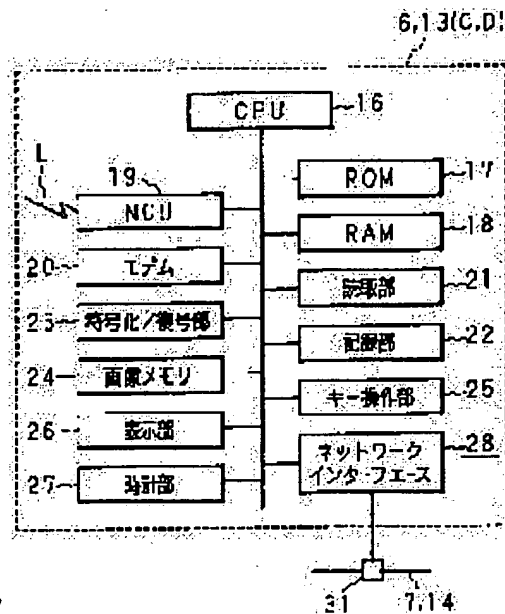 6,13(C,D)
CPU 16
L
19
NCU
ROM 17
20 モデム
RAM 18
23 符号化/復号部
読取部 21
24 画像メモリ
記録部 22
26 表示部
キー操作部 25
27 時計部
ネットワーク
インターフェース 28
31
7,14